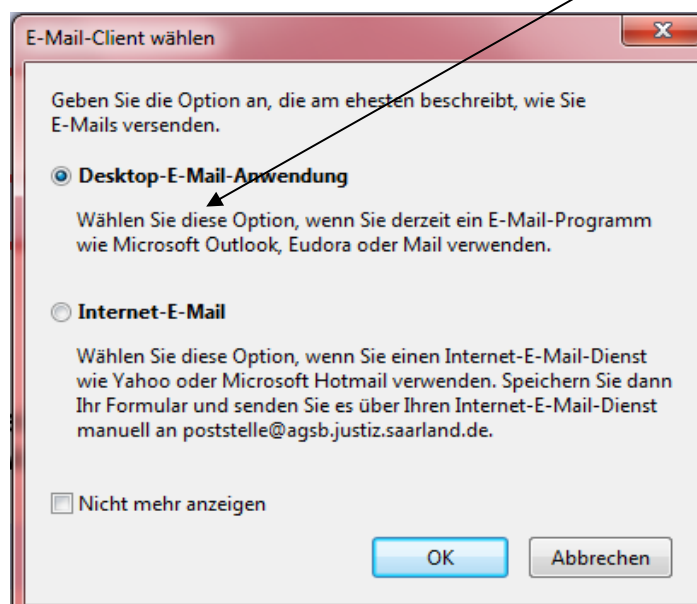 E-Mail-Client wählen
Geben Sie die Option an, die am ehesten beschreibt, wie Sie
E-Mails versenden.
Desktop-E-Mail-Anwendung
Wählen Sie diese Option, wenn Sie derzeit ein E-Mail-Programm
wie Microsoft Outlook, Eudora oder Mail verwenden.
Internet-E-Mail
Wählen Sie diese Option, wenn Sie einen Internet-E-Mail-Dienst
wie Yahoo oder Microsoft Hotmail verwenden. Speichern Sie dann
Ihr Formular und senden Sie es über Ihren Internet-E-Mail-Dienst
manuell an poststelle@agsb.justiz.saarland.de.
Nicht mehr anzeigen
OK Abbrechen